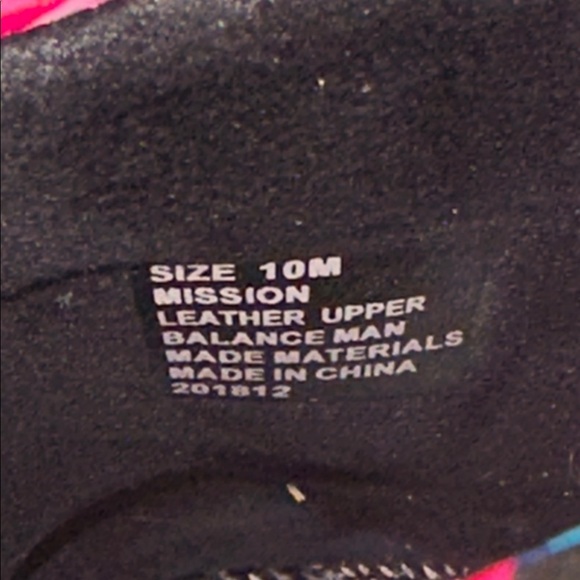 SIZE 10M
MISSION
LEATHER UPPER
BALANCE MAN
MADE MATERIALS
MADE IN CHINA
201812